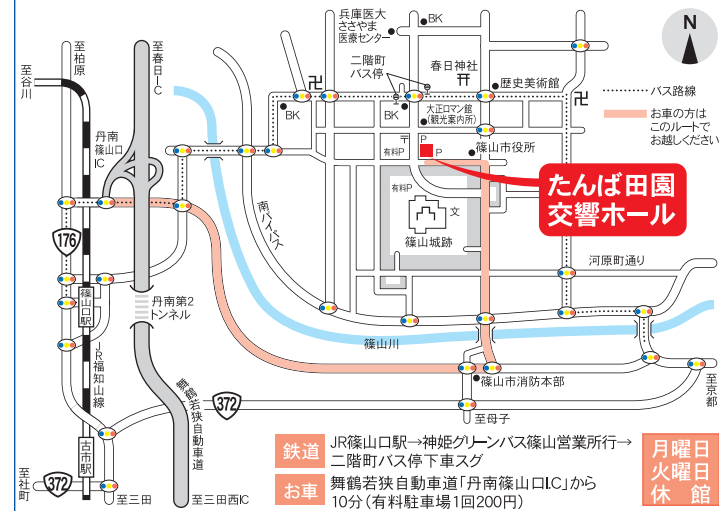 兵庫医大
ささやま
医療センター
BK
N
至柏原
至春日IC
至谷川
二階町
バス停
春日神社
歴史美術館
バス路線
お車の方は
このルートで
お越しください
BK
BK
大正ロマン館
(観光案内所)
丹南
篠山口
IC
〒
P
有料P
P
篠山市役所
たんば田園
交響ホール
有料P
文
南バイパス
篠山城跡
176
河原町通り
篠山口駅
丹南第2
トンネル
JR福知山線
篠山川
舞鶴若狭自動車道
篠山市消防本部
至京都
372
至母子
古市駅
至社町
372
至三田
至三田西IC
鉄道
JR篠山口駅→神姫グリーンバス篠山営業所行→
二階町バス停下車スグ
お車
舞鶴若狭自動車道「丹南篠山口IC」から
10分(有料駐車場1回200円)
月曜日
火曜日
休館